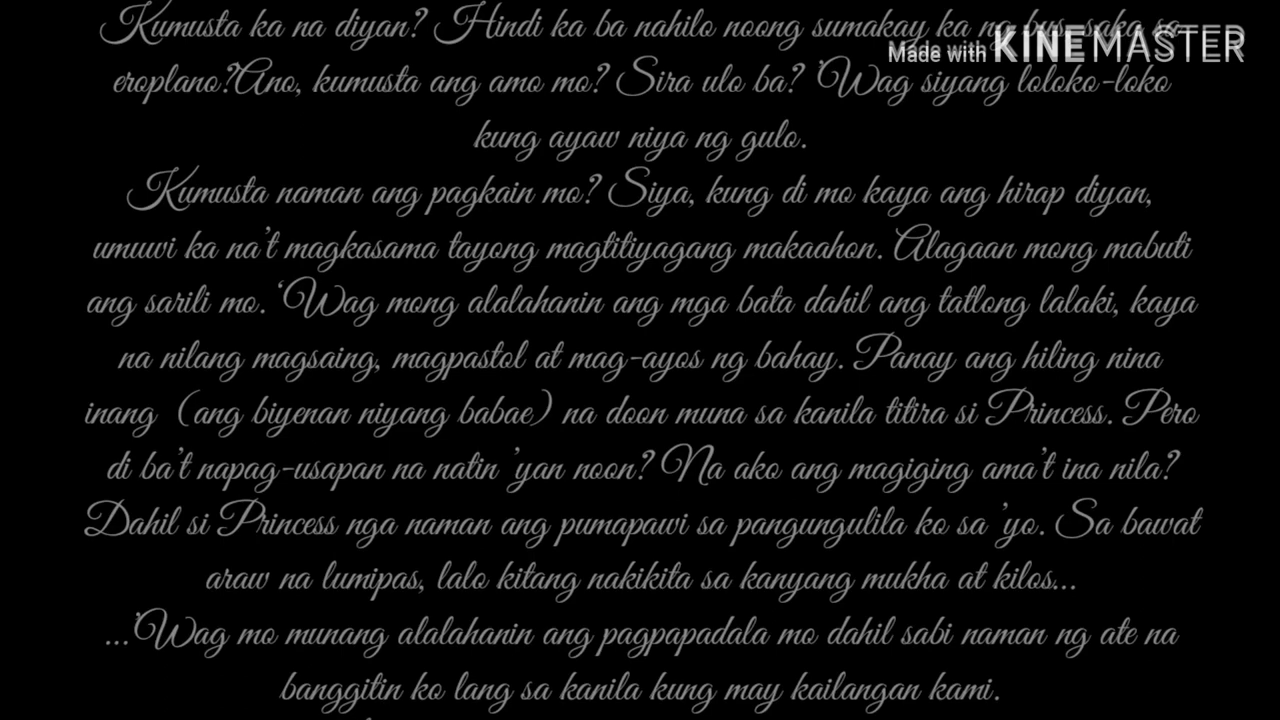 Kumusta ka na diyan? Hindi ka ba nahilo noong sumakay ka ng bus, saka sa
Made with KINEMASTER
eroplano?Ano, kumusta ang amo mo? Sira ulo ba? 'Wag siyang loloko-loko
kung ayaw niya ng gulo.
Kumusta naman ang pagkain mo? Siya, kung di mo kaya ang hirap diyan,
umuwi ka na't magkasama tayong magtitiyagang makaahon. Alagaan mong mabuti
ang sarili mo. 'Wag mong alalahanin ang mga bata dahil ang tatlong lalaki, kaya
na nilang magsaing, magpastol at mag-ayos ng bahay. Panay ang hiling nina
inang (ang biyenan niyang babae) na doon muna sa kanila titira si Princess. Pero
di ba't napag-usapan na natin 'yan noon? Na ako ang magiging ama't ina nila?
Dahil si Princess nga naman ang pumapawi sa pangungulila ko sa 'yo. Sa bawat
araw na lumipas, lalo kitang nakikita sa kanyang mukha at kilos...
...'Wag mo munang alalahanin ang pagpapadala mo dahil sabi naman ng ate na
banggitin ko lang sa kanila kung may kailangan kami.